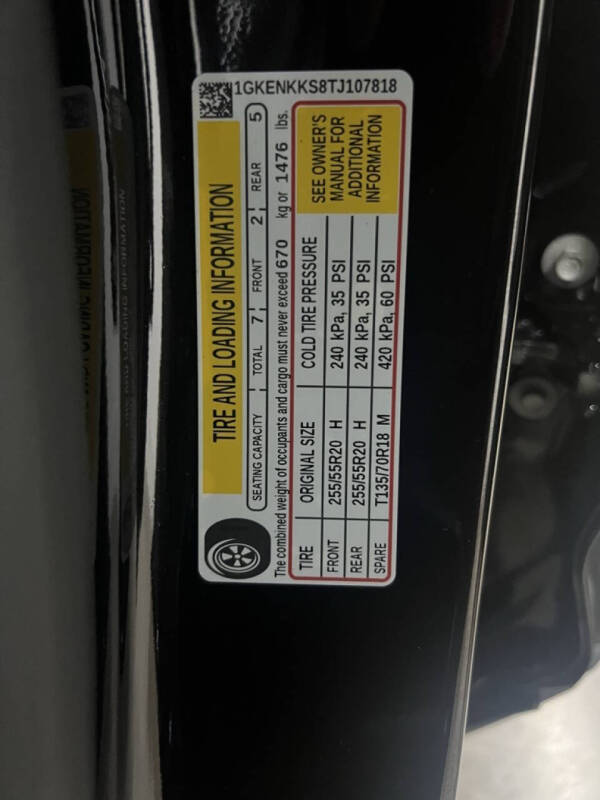 1GKENKKS8TJ107818
TIRE AND LOADING INFORMATION
SEATING CAPACITY TOTAL 7 FRONT 2 REAR 5
The combined weight of occupants and cargo must never exceed 670 kg or 1476 lbs.
TIRE ORIGINAL SIZE COLD TIRE PRESSURE
FRONT 255/55R20 H 240 kPa, 35 PSI
REAR 255/55R20 H 240 kPa, 35 PSI
SPARE T135/70R18 M 420 kPa, 60 PSI
SEE OWNER'S
MANUAL FOR
ADDITIONAL
INFORMATION